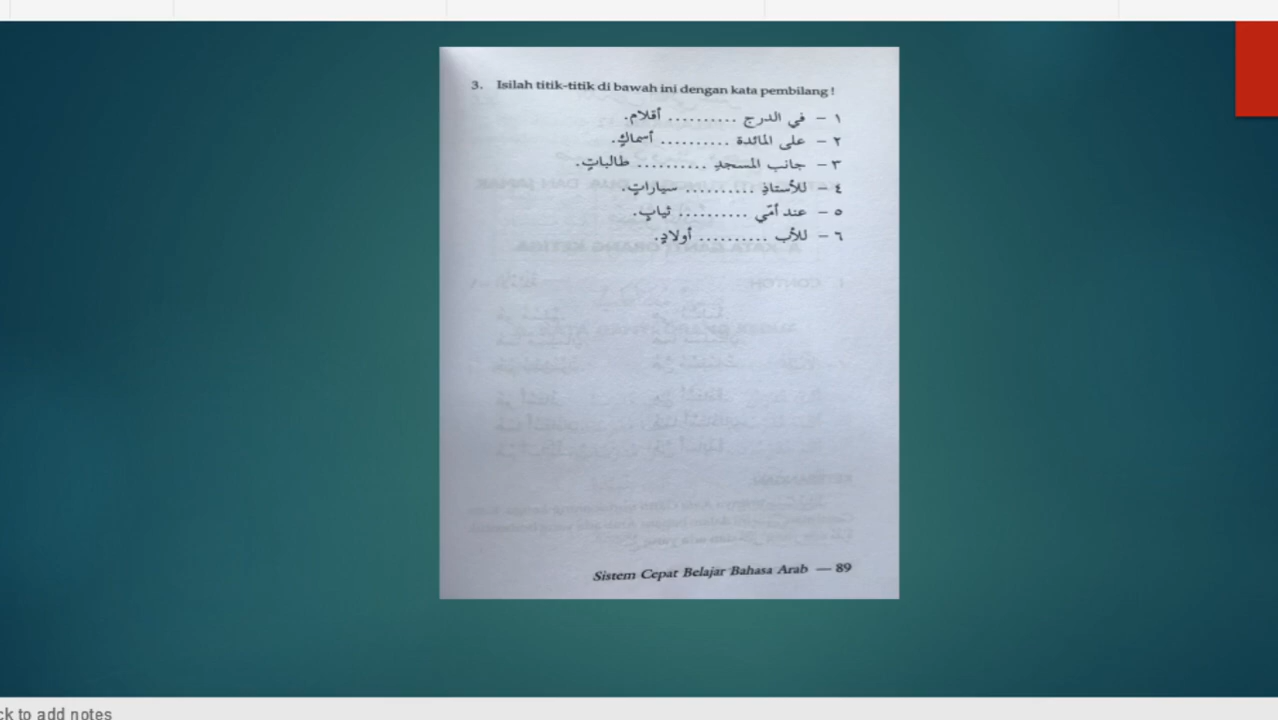 3. Isilah titik-titik di bawah ini dengan kata pembilang !
١ – في الدرج .......... أقلام.
٢ – على المائدة .......... أسماكٍ.
٣ – جانب المسجدِ .......... طالباتٍ.
٤ – للأستاذِ .......... سياراتٍ.
٥ – عند أمّي .......... ثيابٍ.
٦ – للأب .......... أولادٍ.
Sistem Cepat Belajar Bahasa Arab — 89
ck to add notes